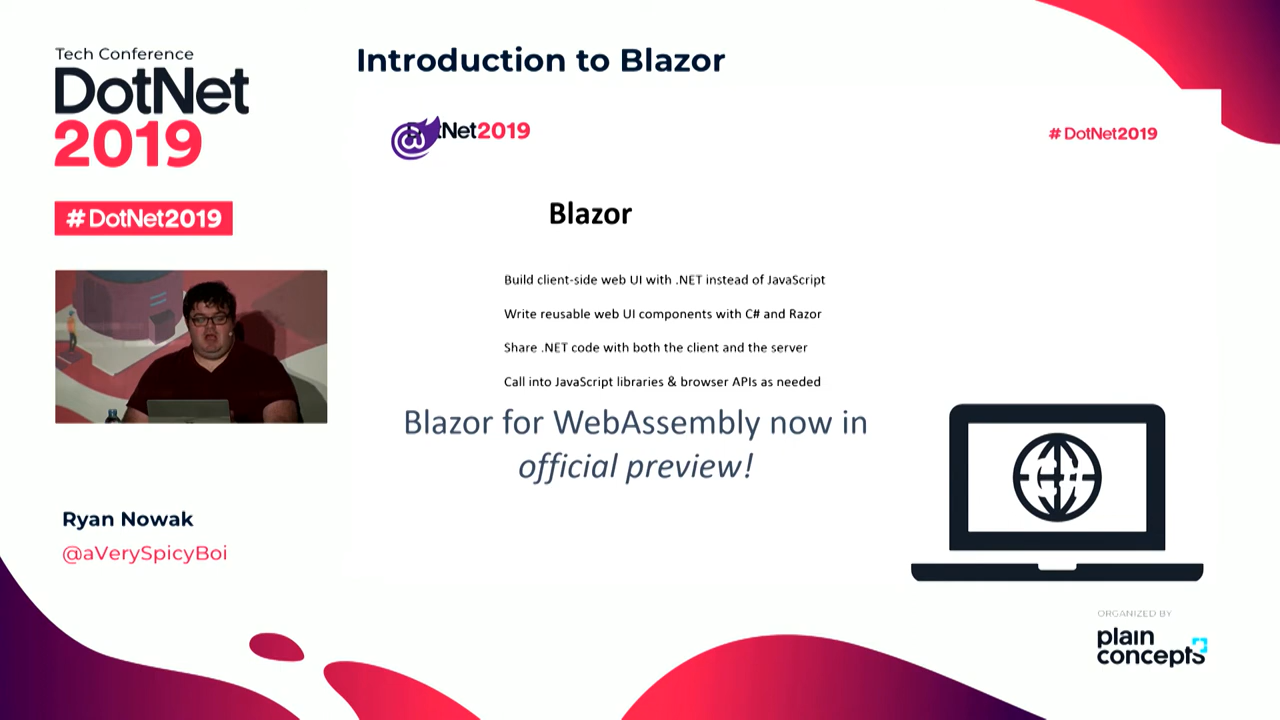 Tech Conference
DotNet
2019
#DotNet2019
Ryan Nowak
@aVerySpicyBoi
Introduction to Blazor
tNet2019
#DotNet2019
Blazor
Build client-side web UI with .NET instead of JavaScript
Write reusable web UI components with C# and Razor
Share .NET code with both the client and the server
Call into JavaScript libraries & browser APIs as needed
Blazor for WebAssembly now in
official preview!
C#
ORGANIZED BY
plain
concepts